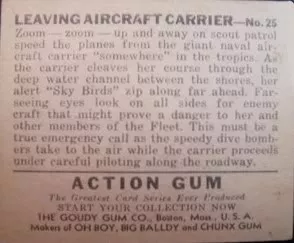 LEAVING AIRCRAFT CARRIER—No. 25
Zoom — zoom — up and away on scout patrol
speed the planes from the giant naval air-
craft carrier "somewhere" in the tropics. As
the carrier cleaves her course through the
deep water channel between the shores, her
alert "Sky Birds" zip along far ahead. Far-
seeing eyes look on all sides for enemy
craft that might prove a danger to her and
other members of the Fleet. This must be a
true emergency call as the speedy dive bomb-
ers take to the air while the carrier proceeds
under careful piloting along the roadway.
ACTION GUM
The Greatest Card Series Ever Produced
START YOUR COLLECTION NOW
THE GOUDY GUM CO., Boston, Mass., U. S. A.
Makers of OH BOY, BIG BALLDY and CHUNX GUM